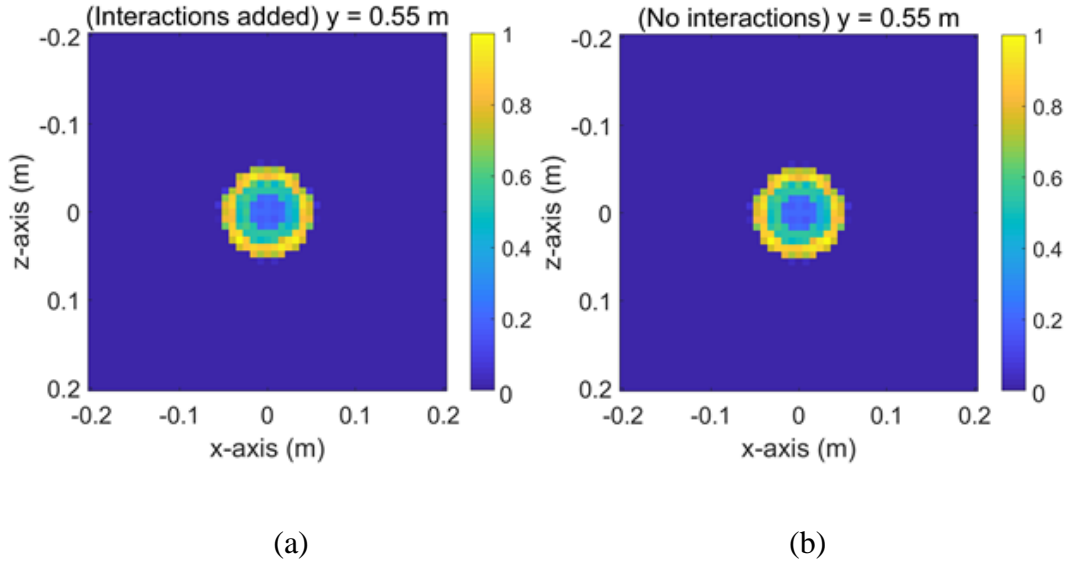 (Interactions added) y = 0.55 m
-0.2
-0.1
0
0.1
0.2
z-axis (m)
-0.2 -0.1 0 0.1 0.2
x-axis (m)
1
0.8
0.6
0.4
0.2
0
(a)
(No interactions) y = 0.55 m
-0.2
-0.1
0
0.1
0.2
z-axis (m)
-0.2 -0.1 0 0.1 0.2
x-axis (m)
1
0.8
0.6
0.4
0.2
0
(b)